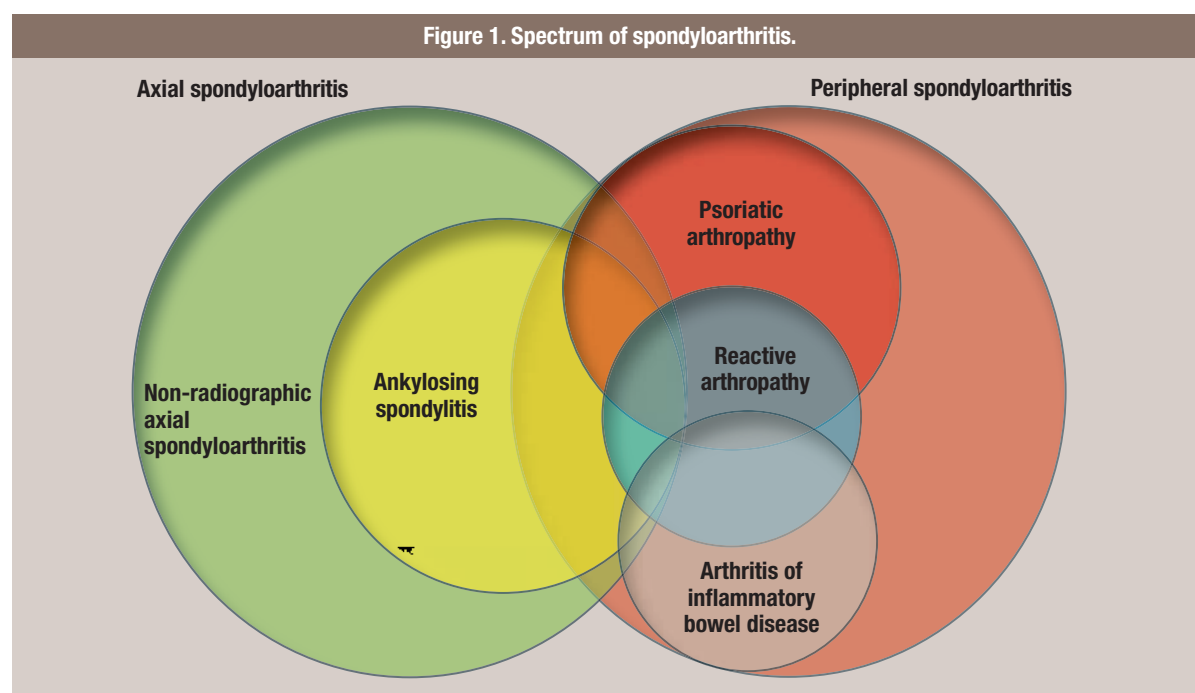 Figure 1. Spectrum of spondyloarthritis.
Axial spondyloarthritis
Peripheral spondyloarthritis
Psoriatic
arthropathy
Reactive
arthropathy
Ankylosing
spondylitis
Non-radiographic
axial
spondyloarthritis
Arthritis of
inflammatory
bowel disease